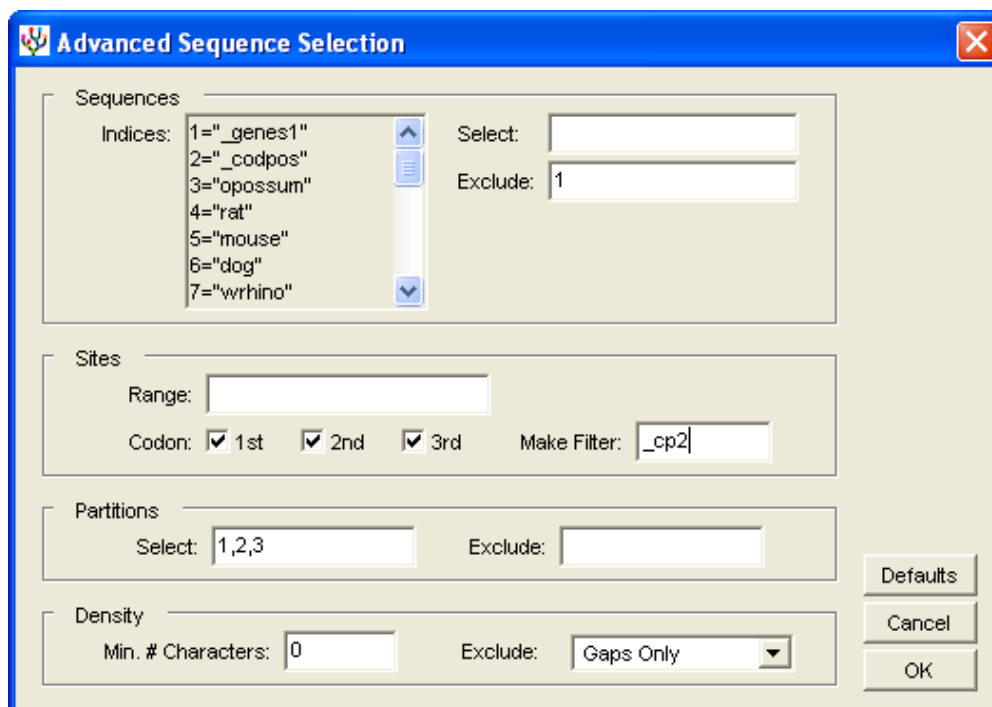 Advanced Sequence Selection
Sequences
Indices:
1="_genes1"
2="_codpos"
3="opossum"
4="rat"
5="mouse"
6="dog"
7="wrhino"
Select:
Exclude: 1
Sites
Range:
Codon: 1st 2nd 3rd Make Filter: _cp2
Partitions
Select: 1,2,3 Exclude:
Density
Min. # Characters: 0 Exclude: Gaps Only
Defaults
Cancel
OK